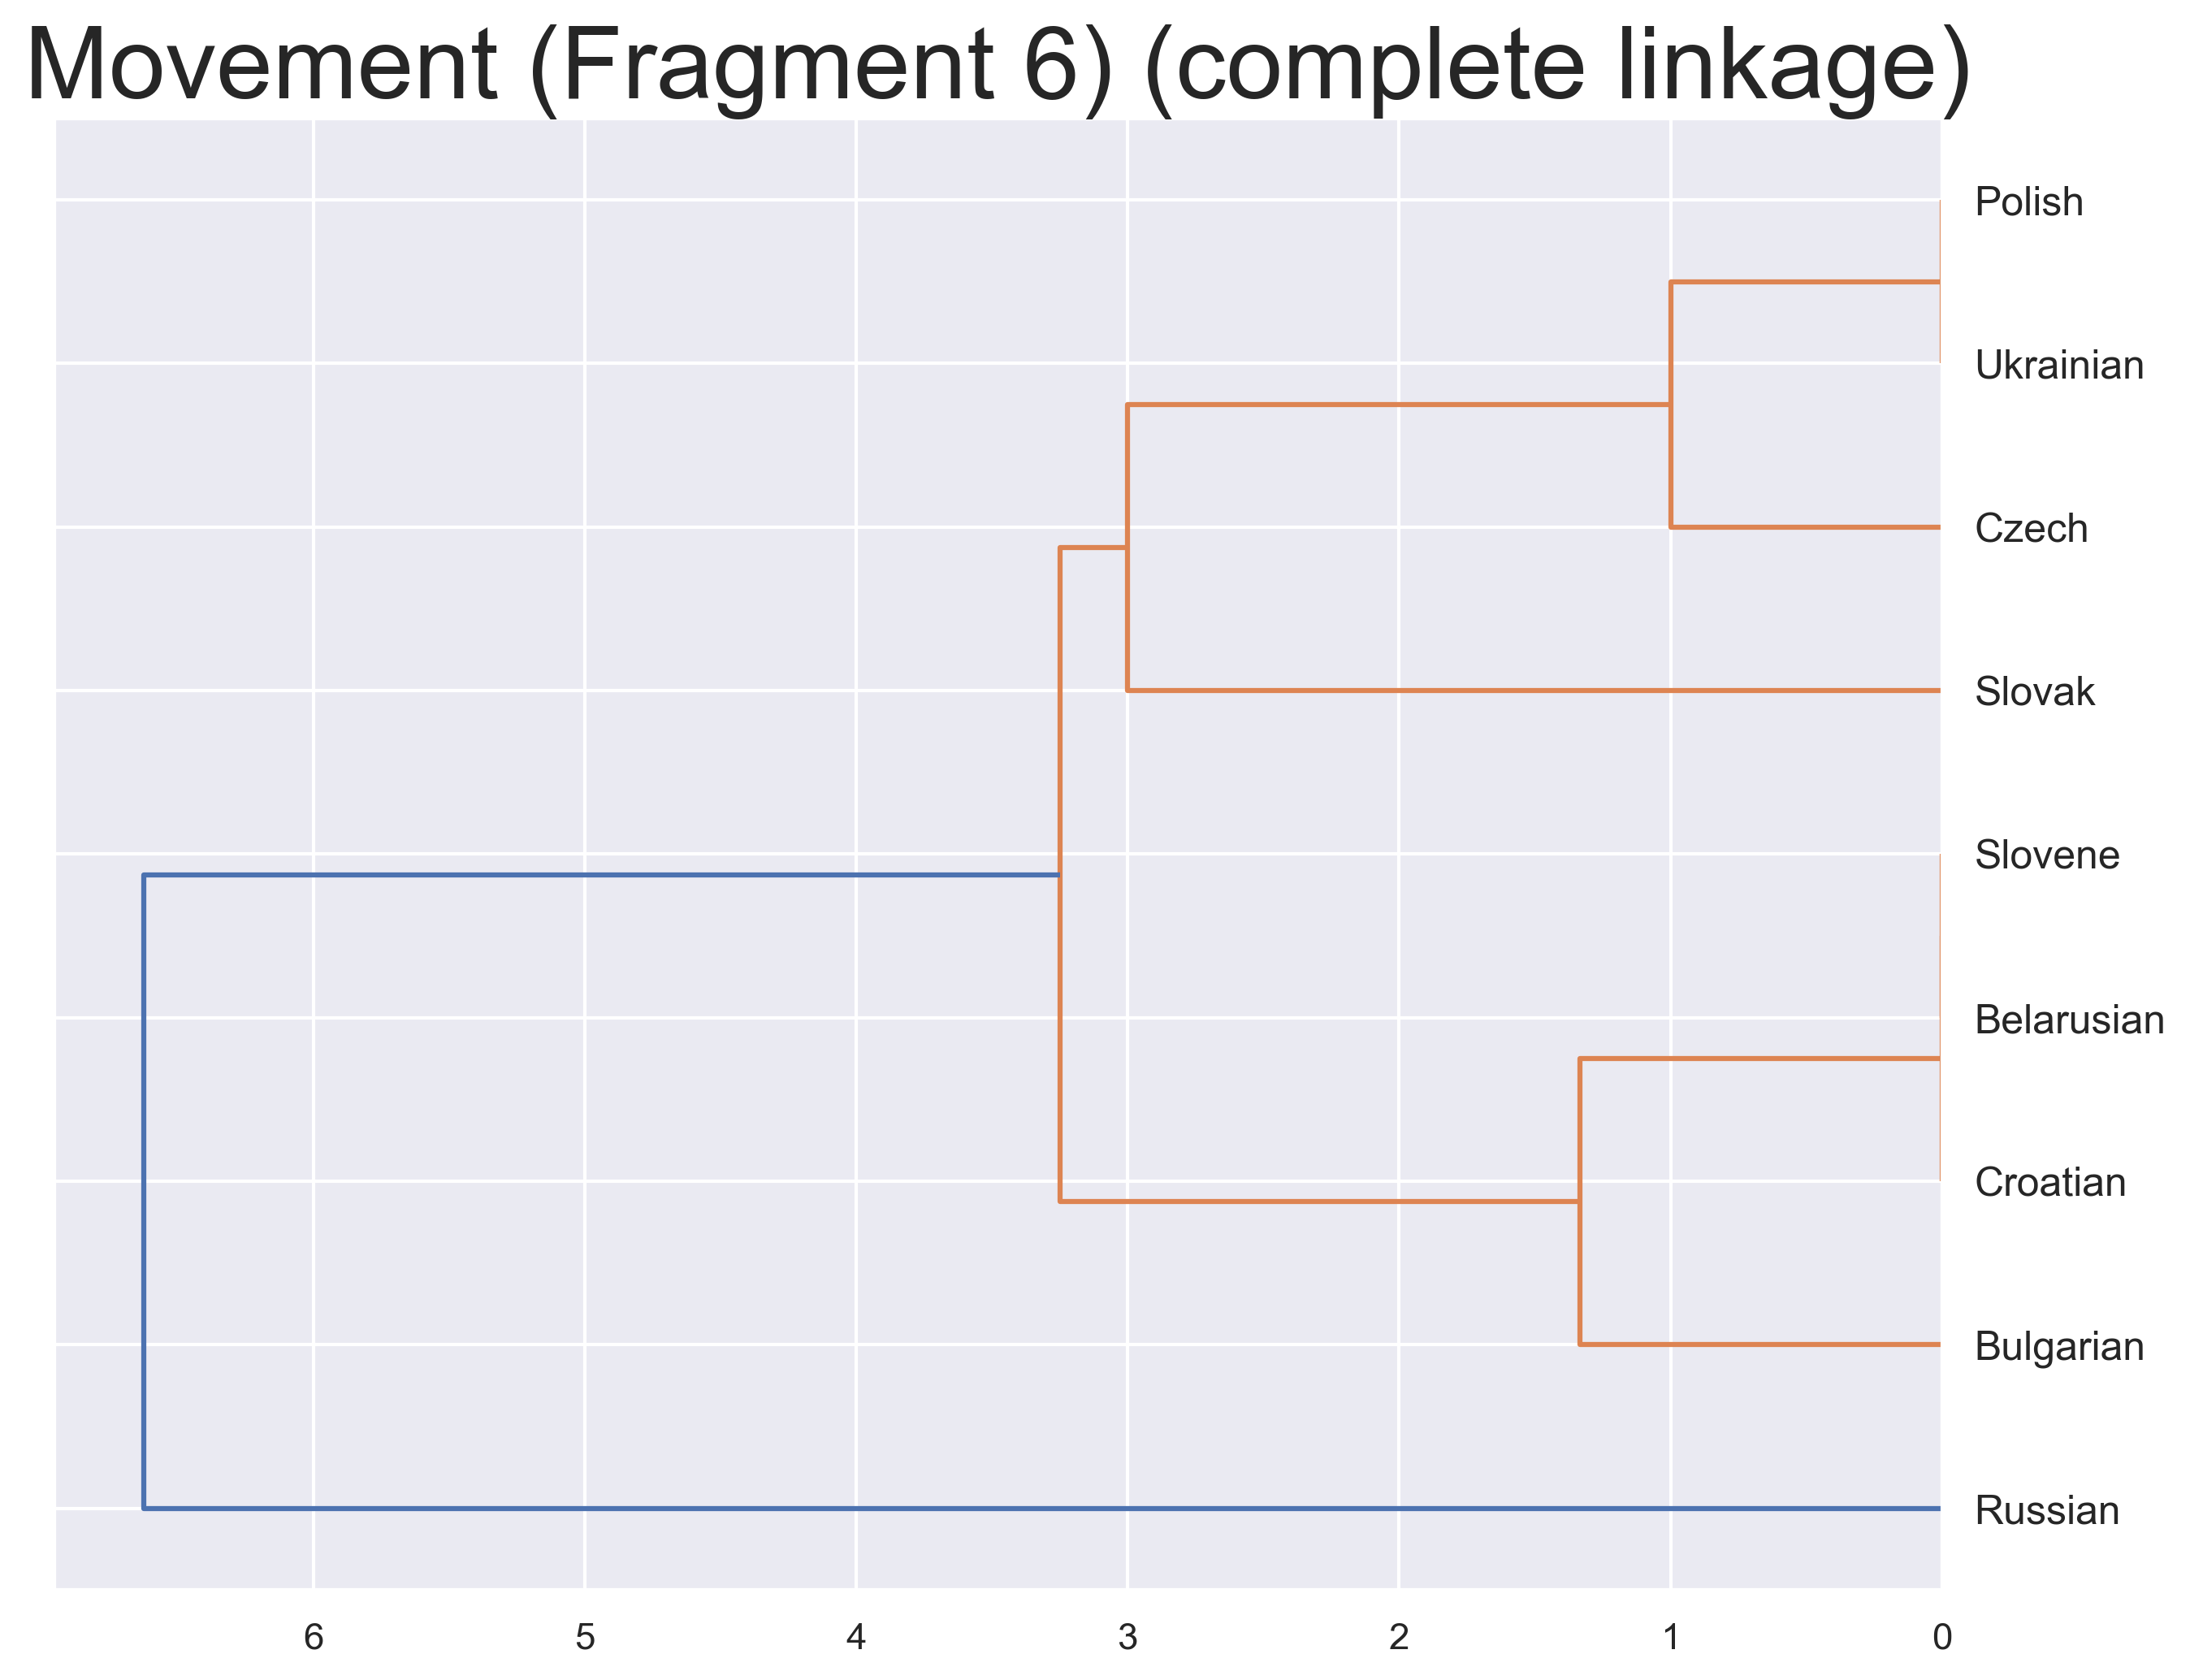 Movement (Fragment 6) (complete linkage)
Polish
Ukrainian
Czech
Slovak
Slovene
Belarusian
Croatian
Bulgarian
Russian
6 5 4 3 2 1 0